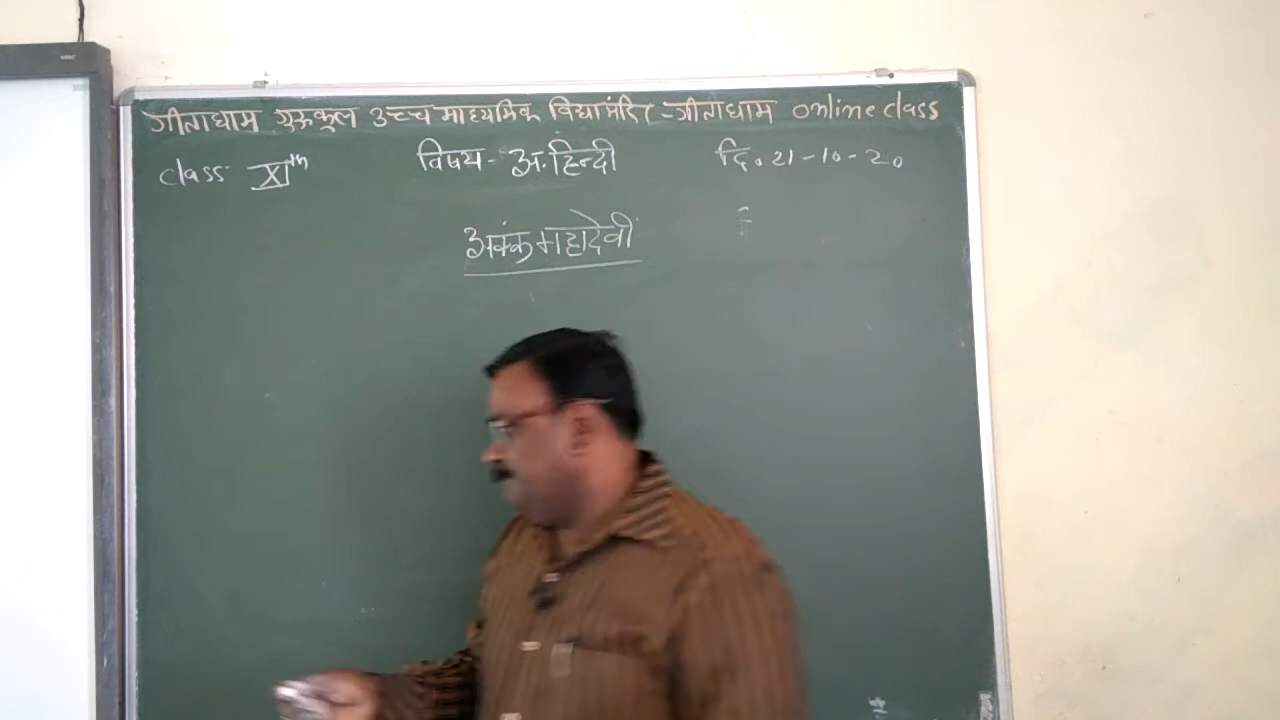 गीताधाम गुरुकुल उच्च माध्यमिक विद्यामंदिर - गीताधाम online class
class- XIth विषय - अ. हिन्दी दि. 21-10-20
अक्क महादेवी